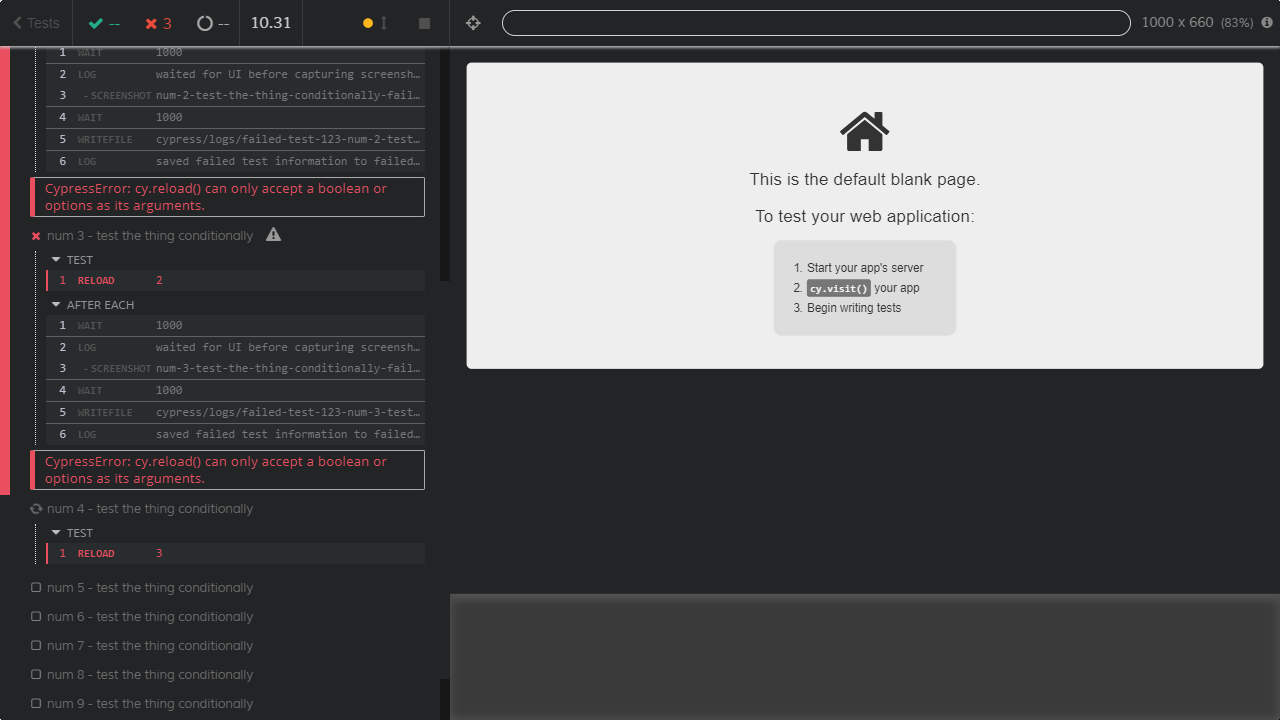 Tests
--
3
--
10.31
1000 x 660 (83%)
1 WAIT 1000
2 LOG waited for UI before capturing screensh…
3 - SCREENSHOT num-2-test-the-thing-conditionally-fail…
4 WAIT 1000
5 WRITEFILE cypress/logs/failed-test-123-num-2-test…
6 LOG saved failed test information to failed…
CypressError: cy.reload() can only accept a boolean or
options as its arguments.
num 3 - test the thing conditionally
TEST
1 RELOAD 2
AFTER EACH
1 WAIT 1000
2 LOG waited for UI before capturing screensh…
3 - SCREENSHOT num-3-test-the-thing-conditionally-fail…
4 WAIT 1000
5 WRITEFILE cypress/logs/failed-test-123-num-3-test…
6 LOG saved failed test information to failed…
CypressError: cy.reload() can only accept a boolean or
options as its arguments.
num 4 - test the thing conditionally
TEST
1 RELOAD 3
num 5 - test the thing conditionally
num 6 - test the thing conditionally
num 7 - test the thing conditionally
num 8 - test the thing conditionally
num 9 - test the thing conditionally
This is the default blank page.
To test your web application:
1. Start your app's server
2. cy.visit() your app
3. Begin writing tests